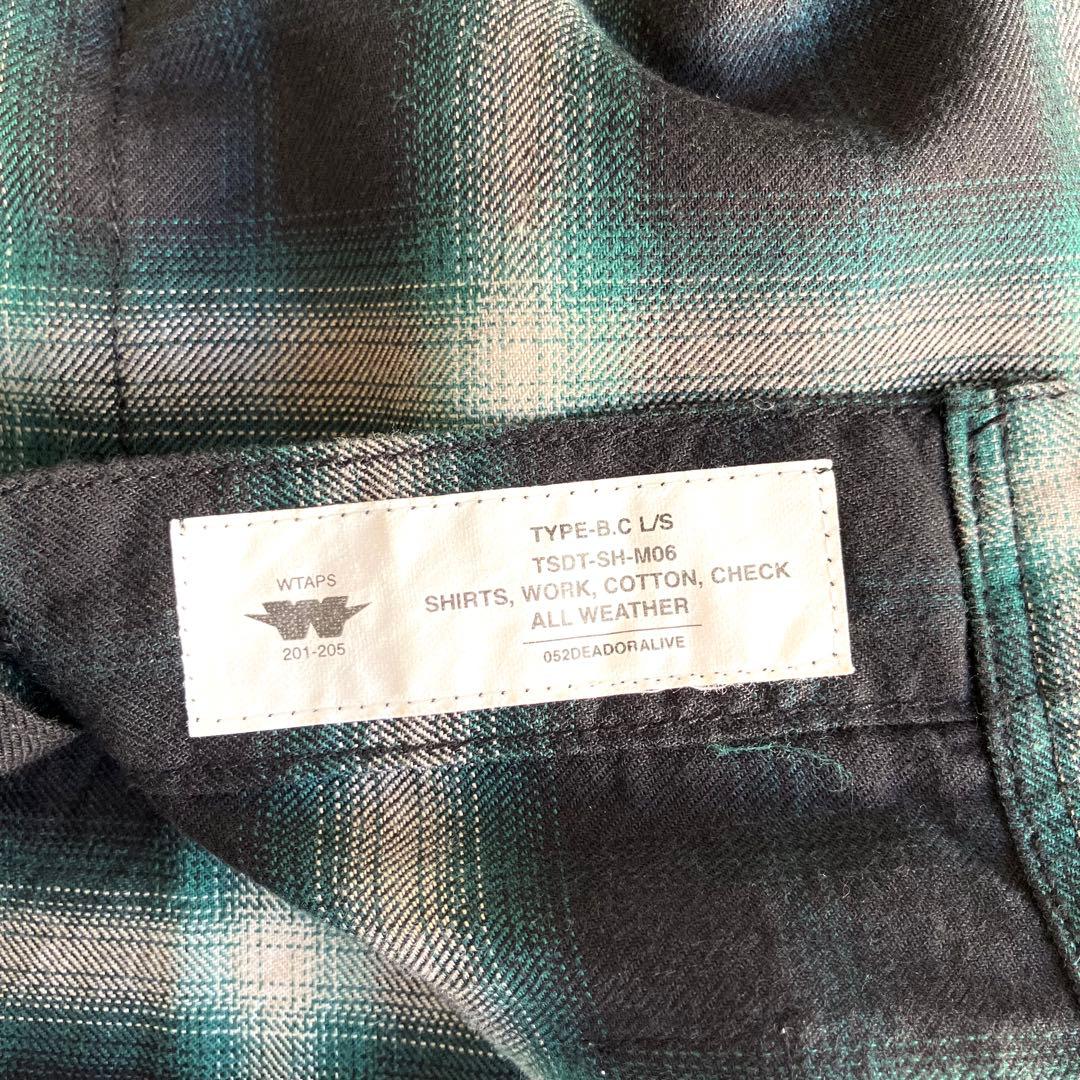 WTAPS
W
201-205
TYPE-B.C L/S
TSDT-SH-M06
SHIRTS, WORK, COTTON, CHECK
ALL WEATHER
052DEADORALIVE